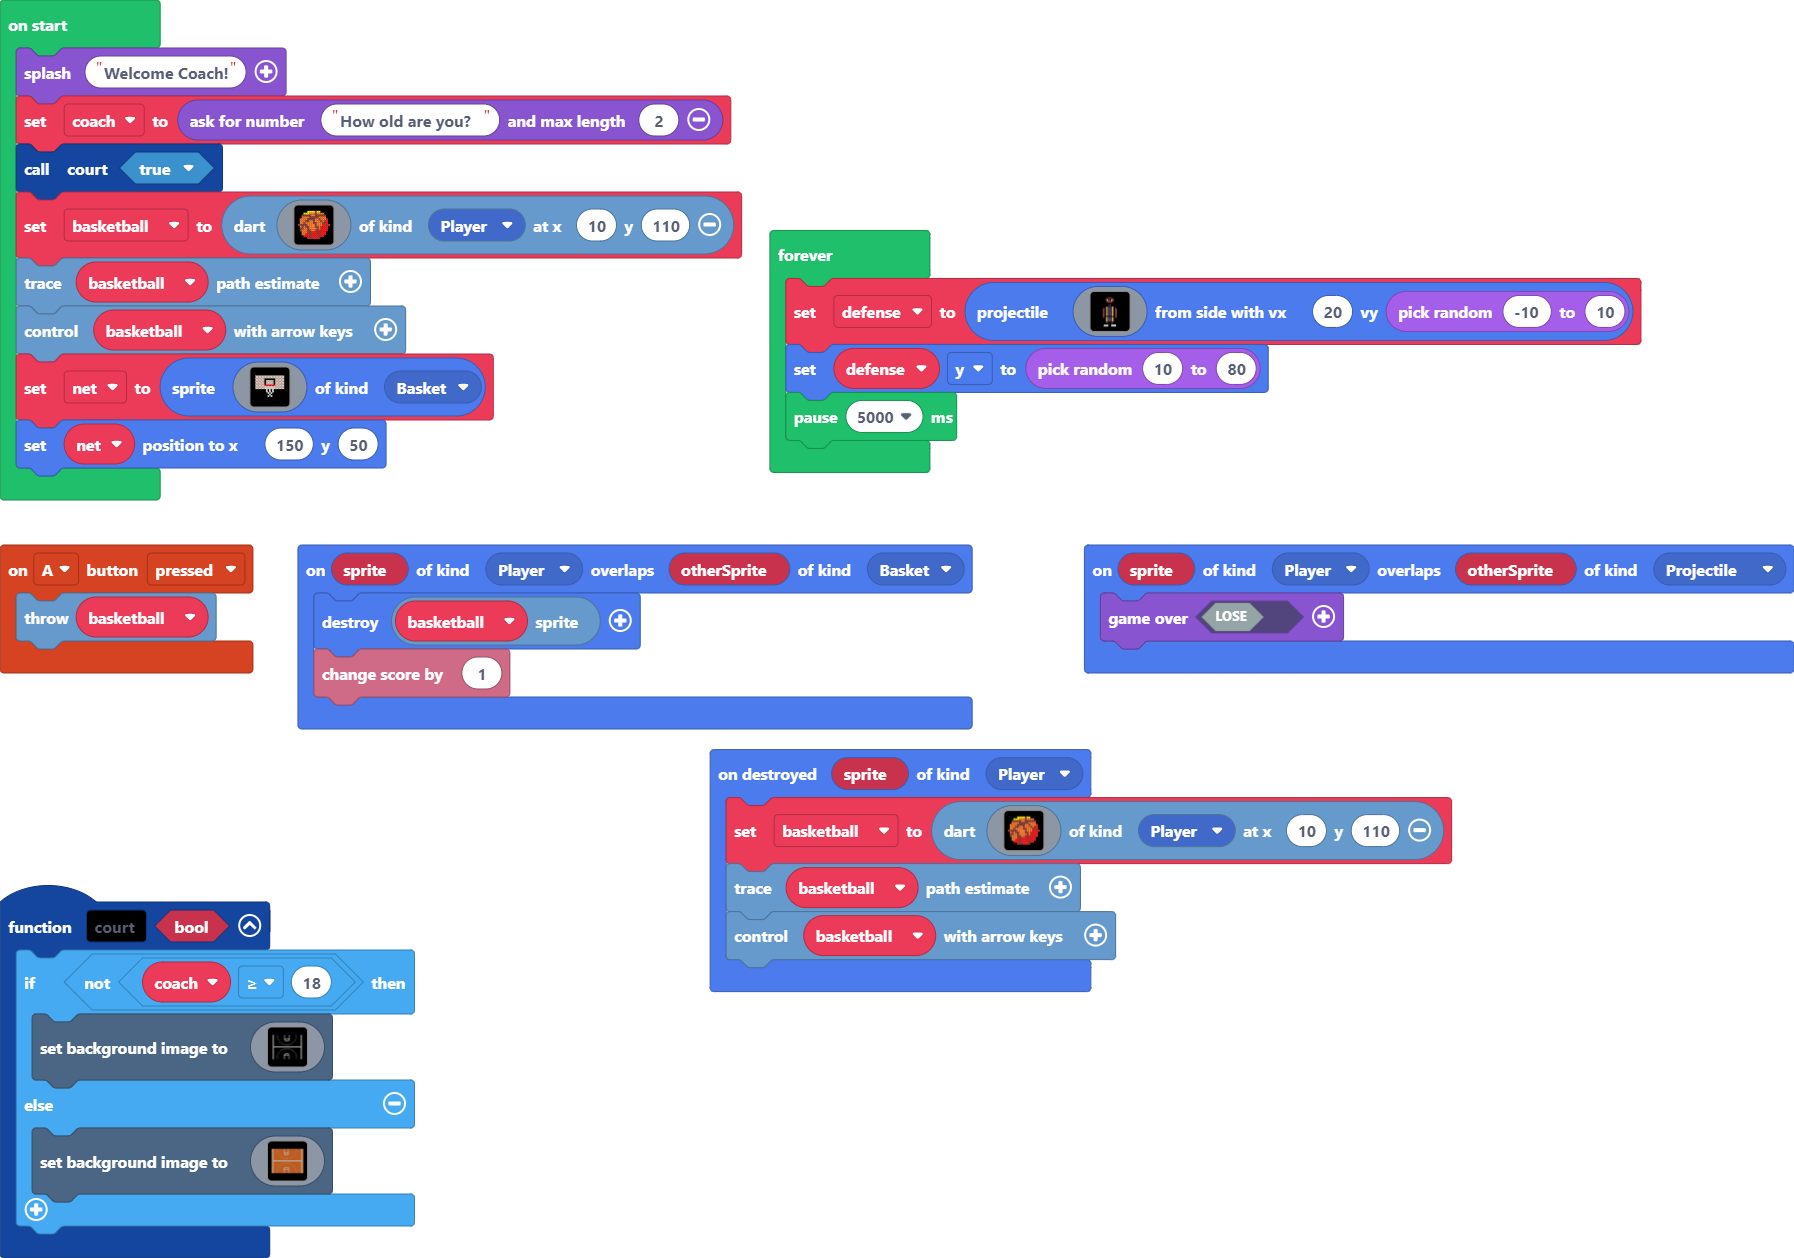 on start
splash "Welcome Coach!"
set coach to ask for number "How old are you?" and max length 2
call court true
set basketball to dart of kind Player at x 10 y 110
trace basketball path estimate
control basketball with arrow keys
set net to sprite of kind Basket
set net position to x 150 y 50
forever
set defense to projectile from side with vx 20 vy pick random -10 to 10
set defense y to pick random 10 to 80
pause 5000 ms
on A button pressed
throw basketball
on sprite of kind Player overlaps otherSprite of kind Basket
destroy basketball sprite
change score by 1
on sprite of kind Player overlaps otherSprite of kind Projectile
game over LOSE
on destroyed sprite of kind Player
set basketball to dart of kind Player at x 10 y 110
trace basketball path estimate
control basketball with arrow keys
function court bool
if not coach ≥ 18 then
set background image to
else
set background image to